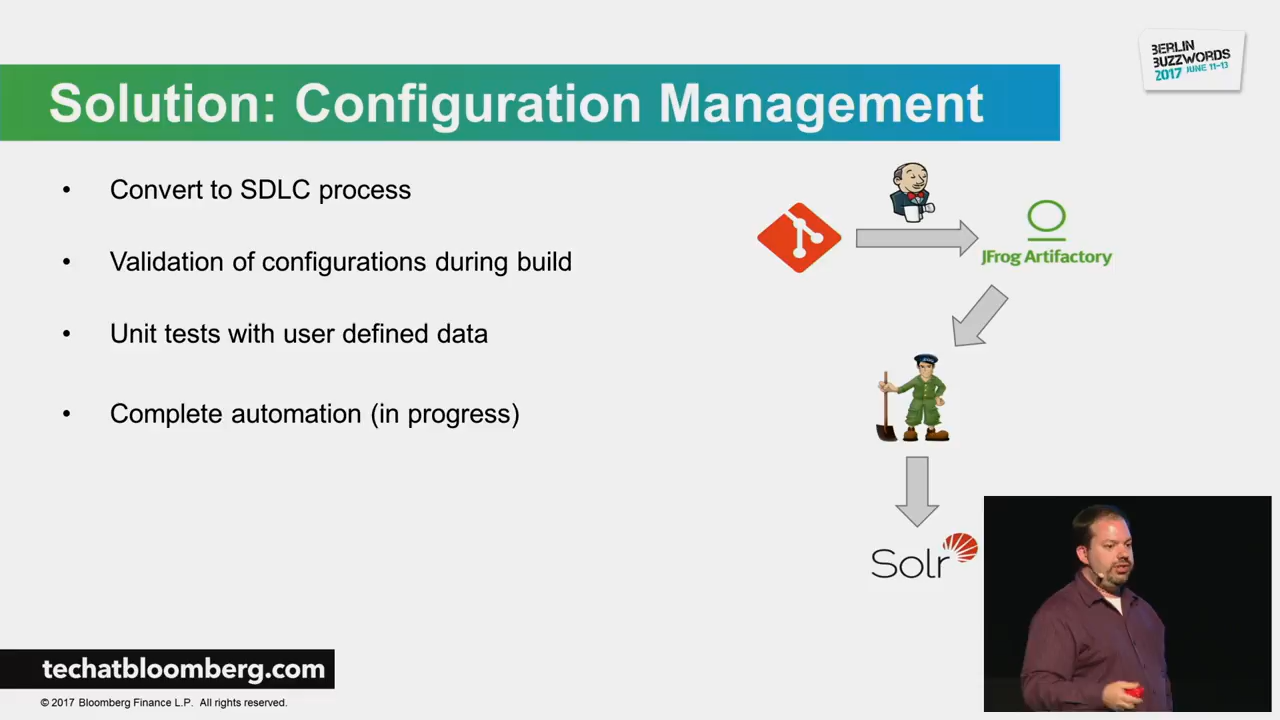 BERLIN
BUZZWORDS
2017 JUNE 11-13
Solution: Configuration Management
• Convert to SDLC process
• Validation of configurations during build
• Unit tests with user defined data
• Complete automation (in progress)
JFrog Artifactory
Solr
techatbloomberg.com
© 2017 Bloomberg Finance L.P. All rights reserved.